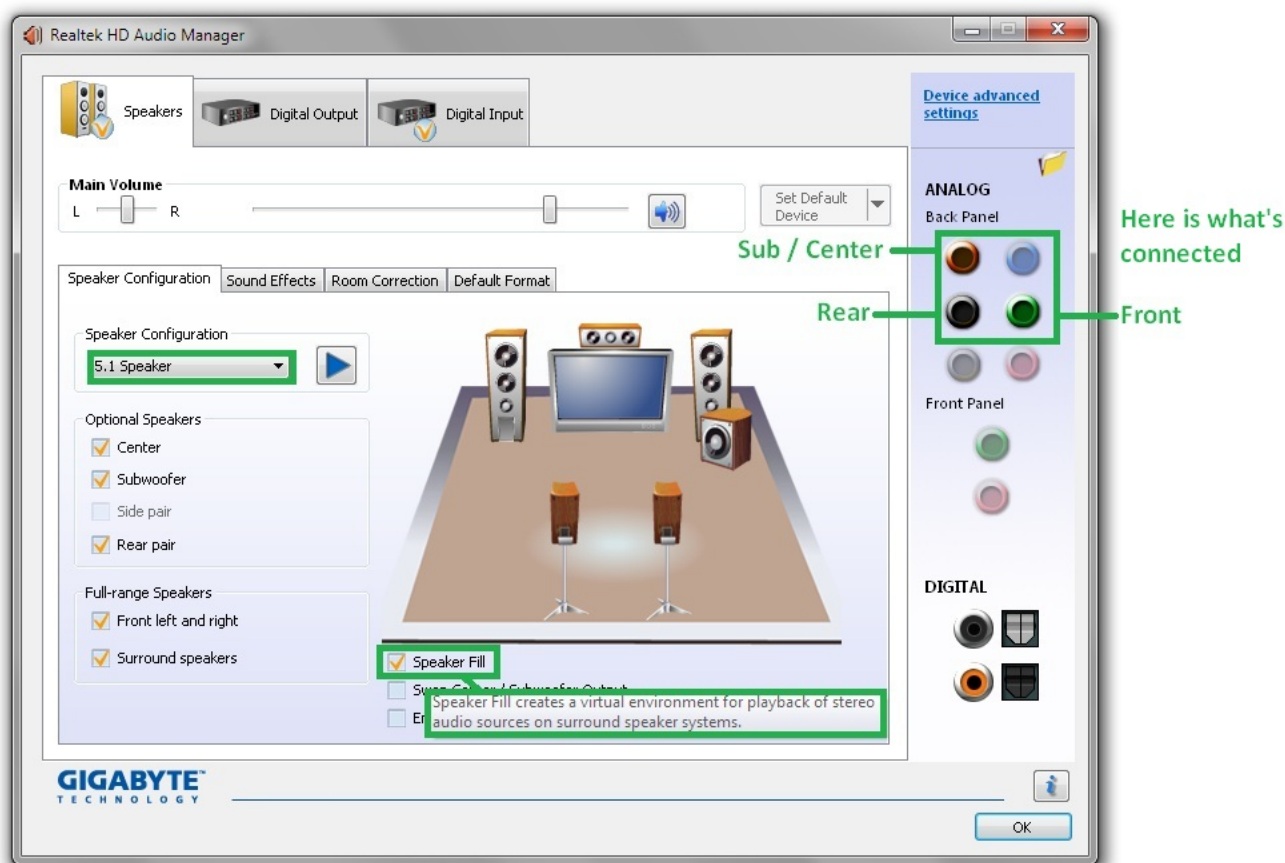 Realtek HD Audio Manager
Speakers
Digital Output
Digital Input
Device advanced
settings
Main Volume
L
R
Set Default
Device
ANALOG
Back Panel
Here is what's
connected
Sub / Center
Rear
Front
Speaker Configuration
Sound Effects
Room Correction
Default Format
Speaker Configuration
5.1 Speaker
Optional Speakers
Center
Subwoofer
Side pair
Rear pair
Front Panel
Full-range Speakers
Front left and right
Surround speakers
DIGITAL
Speaker Fill
Speaker Fill creates a virtual environment for playback of stereo
audio sources on surround speaker systems.
GIGABYTE™
TECHNOLOGY
OK